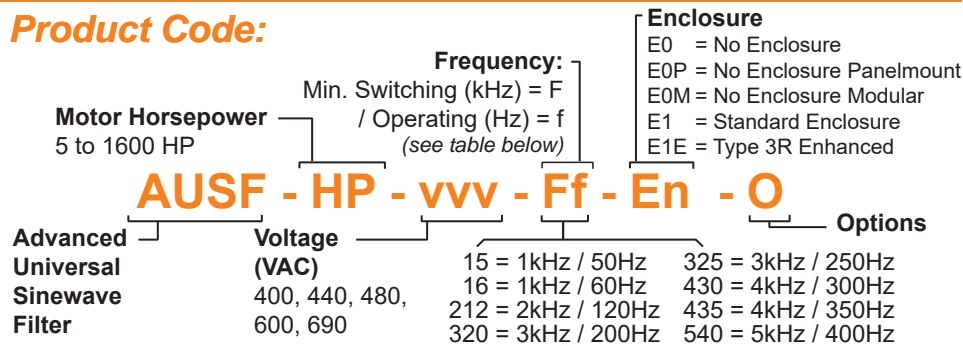 Product Code:
Motor Horsepower
5 to 1600 HP
Frequency:
Min. Switching (kHz) = F
/ Operating (Hz) = f
(see table below)
Enclosure
E0 = No Enclosure
E0P = No Enclosure Panelmount
E0M = No Enclosure Modular
E1 = Standard Enclosure
E1E = Type 3R Enhanced
AUSF - HP - vvv - Ff - En - O
Advanced
Universal
Sinewave
Filter
Voltage
(VAC)
400, 440, 480,
600, 690
15 = 1kHz / 50Hz
16 = 1kHz / 60Hz
212 = 2kHz / 120Hz
320 = 3kHz / 200Hz
325 = 3kHz / 250Hz
430 = 4kHz / 300Hz
435 = 4kHz / 350Hz
540 = 5kHz / 400Hz
Options